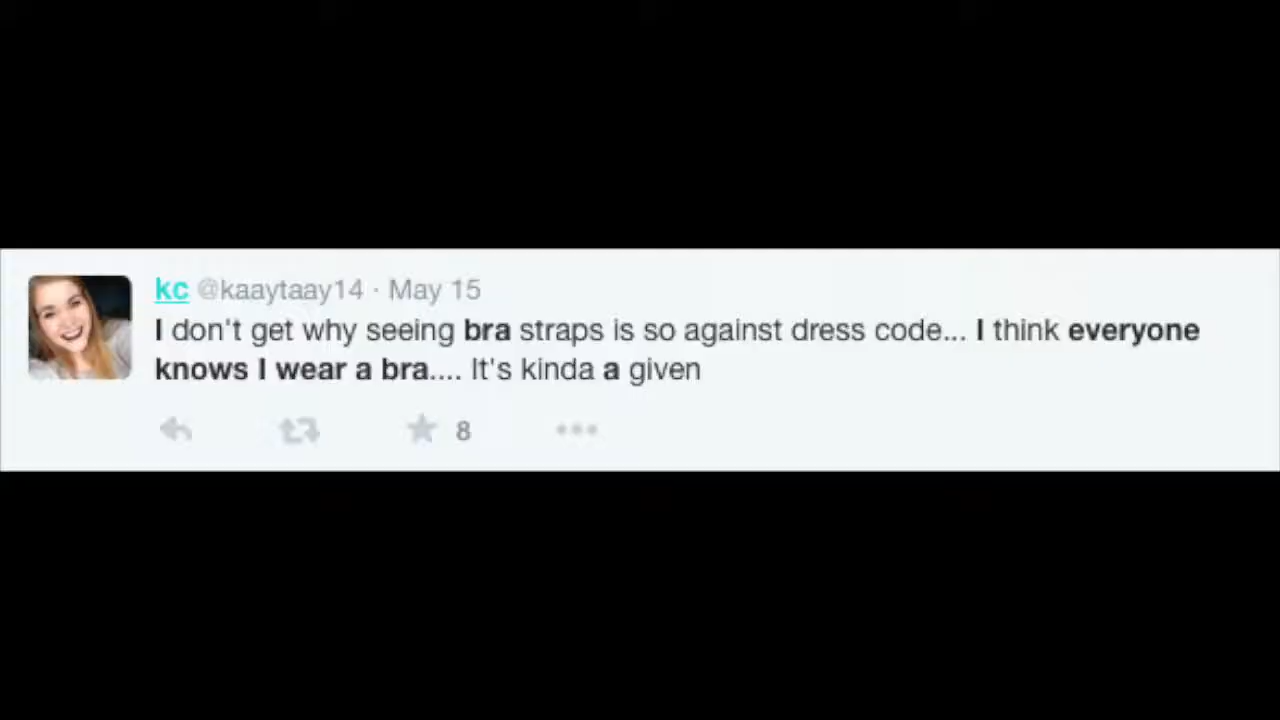 kc @kaaytaay14 · May 15
I don't get why seeing bra straps is so against dress code... I think everyone
knows I wear a bra.... It's kinda a given
8